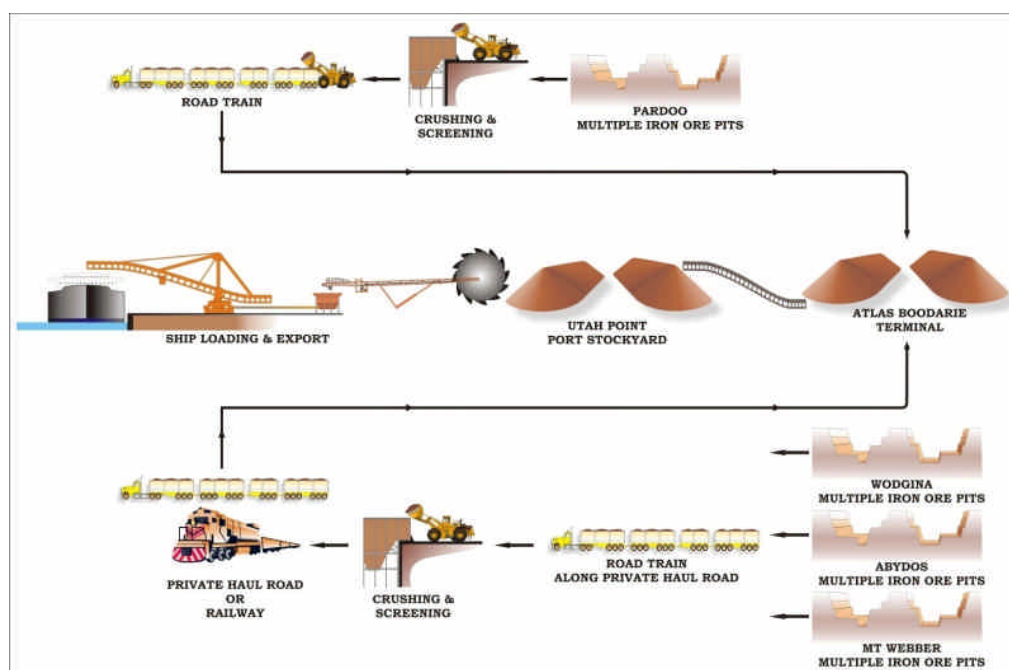 ROAD TRAIN
CRUSHING &
SCREENING
PARDOO
MULTIPLE IRON ORE PITS
SHIP LOADING & EXPORT
UTAH POINT
PORT STOCKYARD
ATLAS BOODARIE
TERMINAL
WODGINA
MULTIPLE IRON ORE PITS
PRIVATE HAUL ROAD
OR
RAILWAY
CRUSHING &
SCREENING
ROAD TRAIN
ALONG PRIVATE HAUL ROAD
ABYDOS
MULTIPLE IRON ORE PITS
MT WEBBER
MULTIPLE IRON ORE PITS